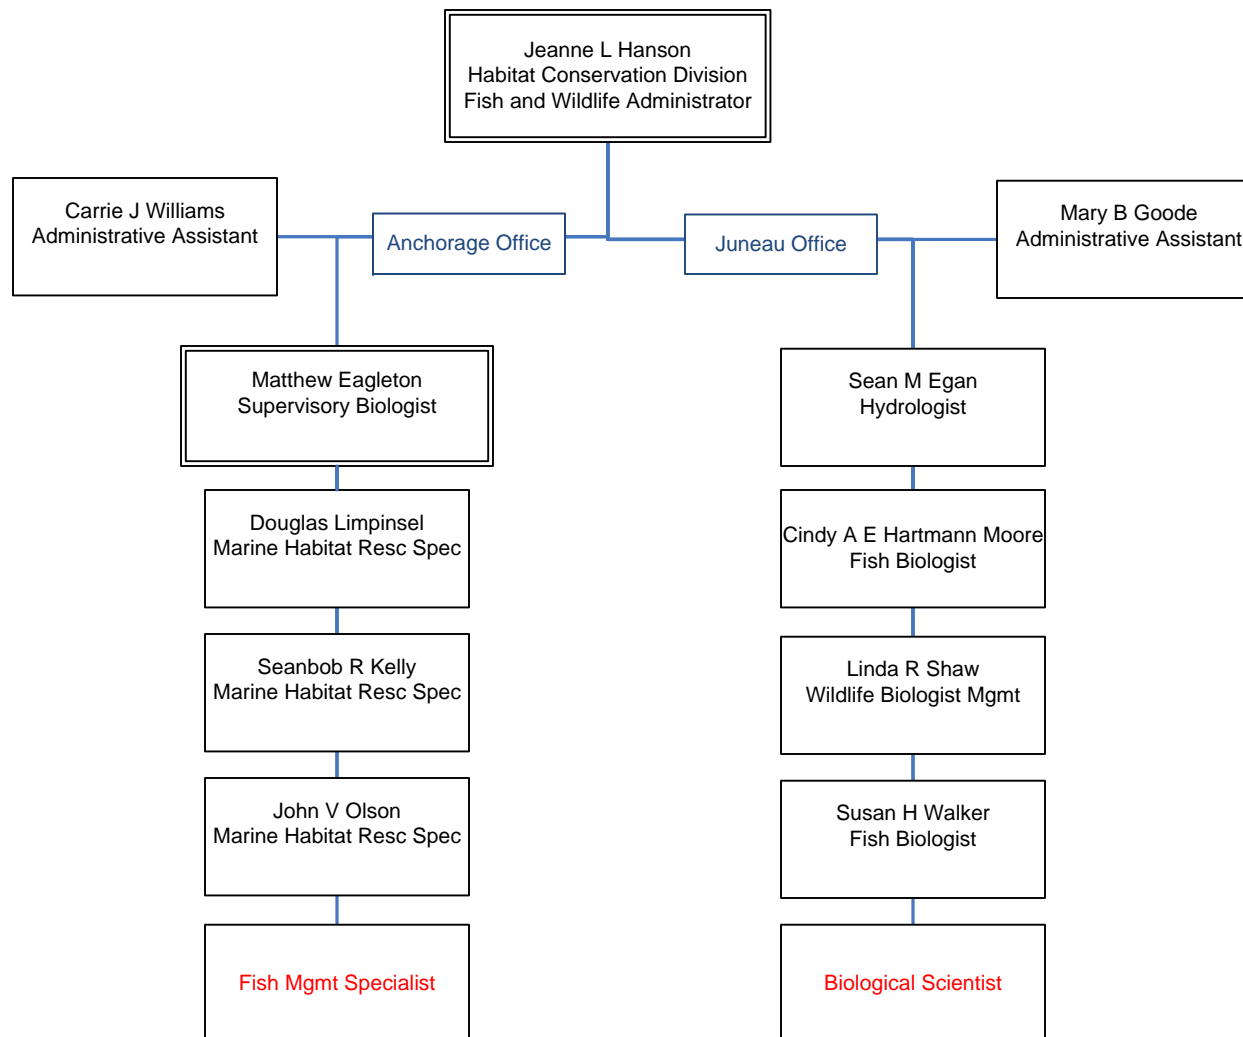 Jeanne L Hanson
Habitat Conservation Division
Fish and Wildlife Administrator
Carrie J Williams
Administrative Assistant
Anchorage Office
Juneau Office
Mary B Goode
Administrative Assistant
Matthew Eagleton
Supervisory Biologist
Sean M Egan
Hydrologist
Douglas Limpinsel
Marine Habitat Resc Spec
Cindy A E Hartmann Moore
Fish Biologist
Seanbob R Kelly
Marine Habitat Resc Spec
Linda R Shaw
Wildlife Biologist Mgmt
John V Olson
Marine Habitat Resc Spec
Susan H Walker
Fish Biologist
Fish Mgmt Specialist
Biological Scientist